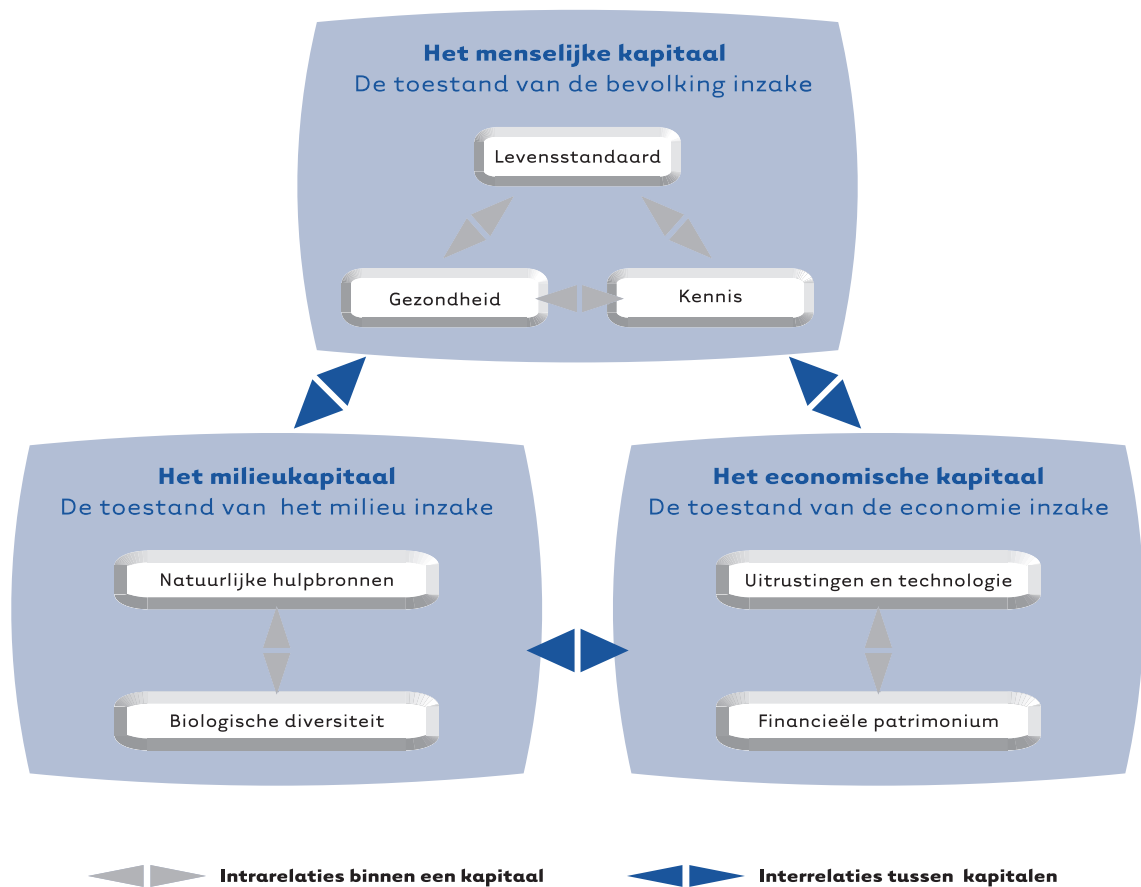 Het menselijke kapitaal
De toestand van de bevolking inzake
Levensstandaard
Gezondheid
Kennis
Het milieukapitaal
De toestand van het milieu inzake
Natuurlijke hulpbronnen
Biologische diversiteit
Het economische kapitaal
De toestand van de economie inzake
Uitrustingen en technologie
Financieële patrimonium
Intrarelaties binnen een kapitaal
Interrelaties tussen kapitalen